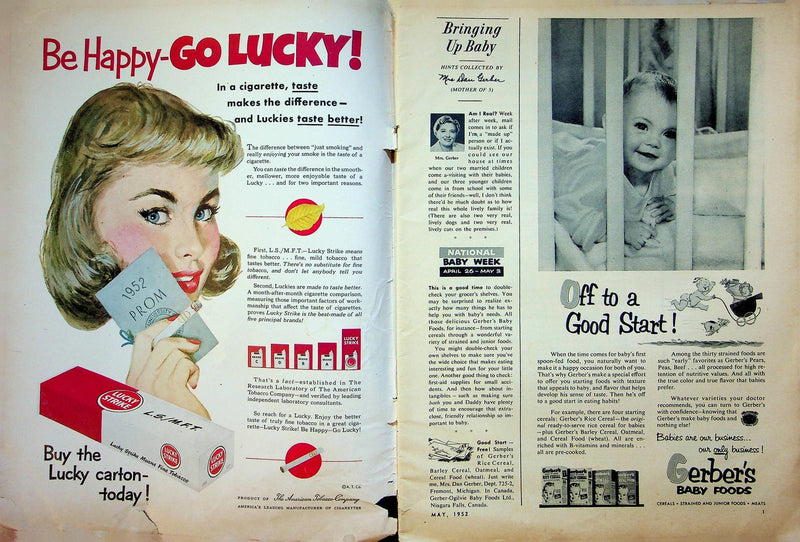 Be Happy-GO LUCKY!
In a cigarette, taste
makes the difference—
and Luckies taste better!
The difference between "just smoking" and
really enjoying your smoke is the taste of a
cigarette.
You can taste the difference in the smooth-
er, mellower, more enjoyable taste of a
Lucky . . . and for two important reasons.
First, L.S./M.F.T.—Lucky Strike means
fine tobacco . . . fine, mild tobacco that
tastes better. There's no substitute for fine
tobacco, and don't let anybody tell you
different.
Second, Luckies are made to taste better.
A month-after-month cigarette comparison,
measuring those important factors of work-
manship that affect the taste of cigarettes,
proves Lucky Strike is the best-made of all
five principal brands!
BRAND C
BRAND D
BRAND B
BRAND A
LUCKY STRIKE
That's a fact—established in The
Research Laboratory of The American
Tobacco Company—and verified by leading
independent laboratory consultants.
So reach for a Lucky. Enjoy the better
taste of truly fine tobacco in a great ciga-
rette—Lucky Strike! Be Happy—Go Lucky!
1952
PROM
LUCKY STRIKE
L.S./M.F.T.
Lucky Strike Means Fine Tobacco
LUCKY STRIKE
LUCKY STRIKE
Buy the
Lucky carton-
today!
© A. T. Co.
PRODUCT OF The American Tobacco Company
AMERICA'S LEADING MANUFACTURER OF CIGARETTES
Bringing
Up Baby
HINTS COLLECTED BY
Mrs. Dan Gerber
(MOTHER OF 5)
Mrs. Gerber
Am I Real? Week
after week, mail
comes in to ask if
I'm a "made up"
person or if I ac-
tually exist. If you
could see our
house at times
when our two married children
come a-visiting with their babies,
and our three younger children
come in from school with some
of their friends—well, I don't think
there'd be much doubt as to how
real this whole lively family is!
(There are also two very real,
lively dogs and two very real,
lively cats on the premises.)
NATIONAL
BABY WEEK
APRIL 26 - MAY 3
This is a good time to double-
check your grocer's shelves. You
may be surprised to realize ex-
actly how many things he has to
help you with baby's needs. All
those delicious Gerber's Baby
Foods, for instance—from starting
cereals through a wonderful va-
riety of strained and junior foods.
You might double-check your
own shelves to make sure you've
the wide choice that makes eating
interesting and fun for your little
one. Another good thing to check:
first-aid supplies for small acci-
dents. And then how about in-
tangibles – such as making sure
both you and Daddy have plenty
of time to encourage that extra-
close, friendly relationship so im-
portant to baby.
Good Start—
Free! Samples
of Gerber's
Rice Cereal,
Barley Cereal, Oatmeal, and
Cereal Food (wheat). Just write
me, Mrs. Dan Gerber, Dept. 725-2,
Fremont, Michigan. In Canada,
Gerber-Ogilvie Baby Foods Ltd.,
Niagara Falls, Canada.
MAY, 1952
Off to a
Good Start!
When the time comes for baby's first
spoon-fed food, you naturally want to
make it a happy occasion for both of you.
That's why Gerber's make a special effort
to offer you starting foods with texture
that appeals to baby, and flavor that helps
develop his sense of taste. Then he's off
to a good start in eating habits!
For example, there are four starting
cereals: Gerber's Rice Cereal—the orig-
inal ready-to-serve rice cereal for babies
—plus Gerber's Barley Cereal, Oatmeal,
and Cereal Food (wheat). All are en-
riched with B-vitamins and minerals . . .
all are pre-cooked.
Among the thirty strained foods are
such "early" favorites as Gerber's Pears,
Peas, Beef . . . all processed for high re-
tention of nutritive values. And all with
the true color and true flavor that babies
prefer.
Whatever varieties your doctor
recommends, you can turn to Gerber's
with confidence—knowing that
Gerber's make baby foods and
nothing else!
Babies are our business...
our only business!
Gerber's
BABY FOODS
CEREALS • STRAINED AND JUNIOR FOODS • MEATS
1